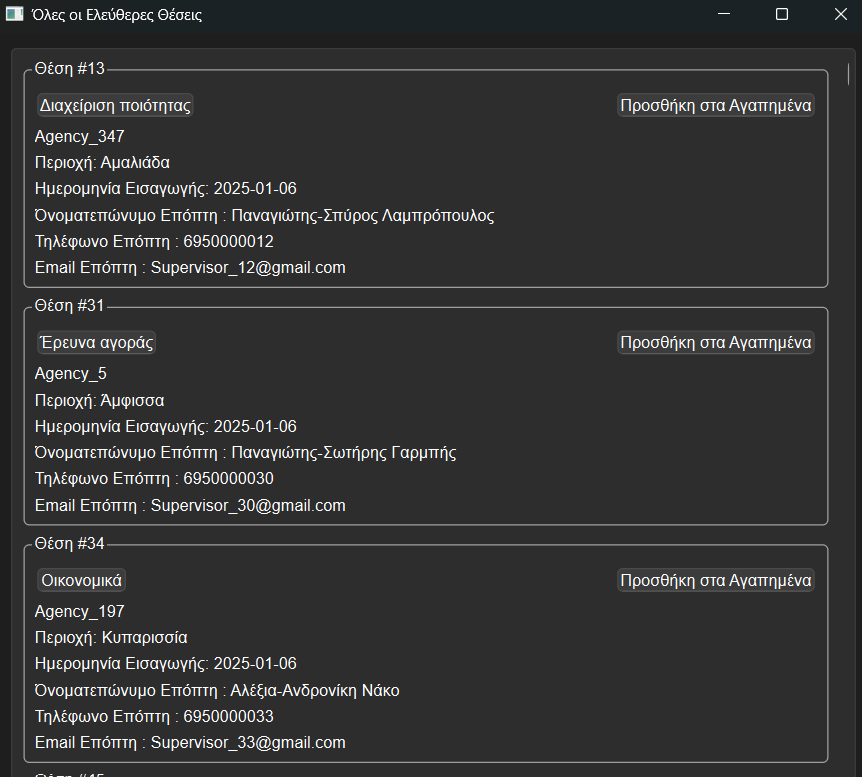 Όλες οι Ελεύθερες Θέσεις
Θέση #13
Διαχείριση ποιότητας Προσθήκη στα Αγαπημένα
Agency_347
Περιοχή: Αμαλιάδα
Ημερομηνία Εισαγωγής: 2025-01-06
Όνοματεπώνυμο Επόπτη : Παναγιώτης-Σπύρος Λαμπρόπουλος
Τηλέφωνο Επόπτη : 6950000012
Email Επόπτη : Supervisor_12@gmail.com
Θέση #31
Έρευνα αγοράς Προσθήκη στα Αγαπημένα
Agency_5
Περιοχή: Άμφισσα
Ημερομηνία Εισαγωγής: 2025-01-06
Όνοματεπώνυμο Επόπτη : Παναγιώτης-Σωτήρης Γαρμπής
Τηλέφωνο Επόπτη : 6950000030
Email Επόπτη : Supervisor_30@gmail.com
Θέση #34
Οικονομικά Προσθήκη στα Αγαπημένα
Agency_197
Περιοχή: Κυπαρισσία
Ημερομηνία Εισαγωγής: 2025-01-06
Όνοματεπώνυμο Επόπτη : Αλέξια-Ανδρονίκη Νάκο
Τηλέφωνο Επόπτη : 6950000033
Email Επόπτη : Supervisor_33@gmail.com